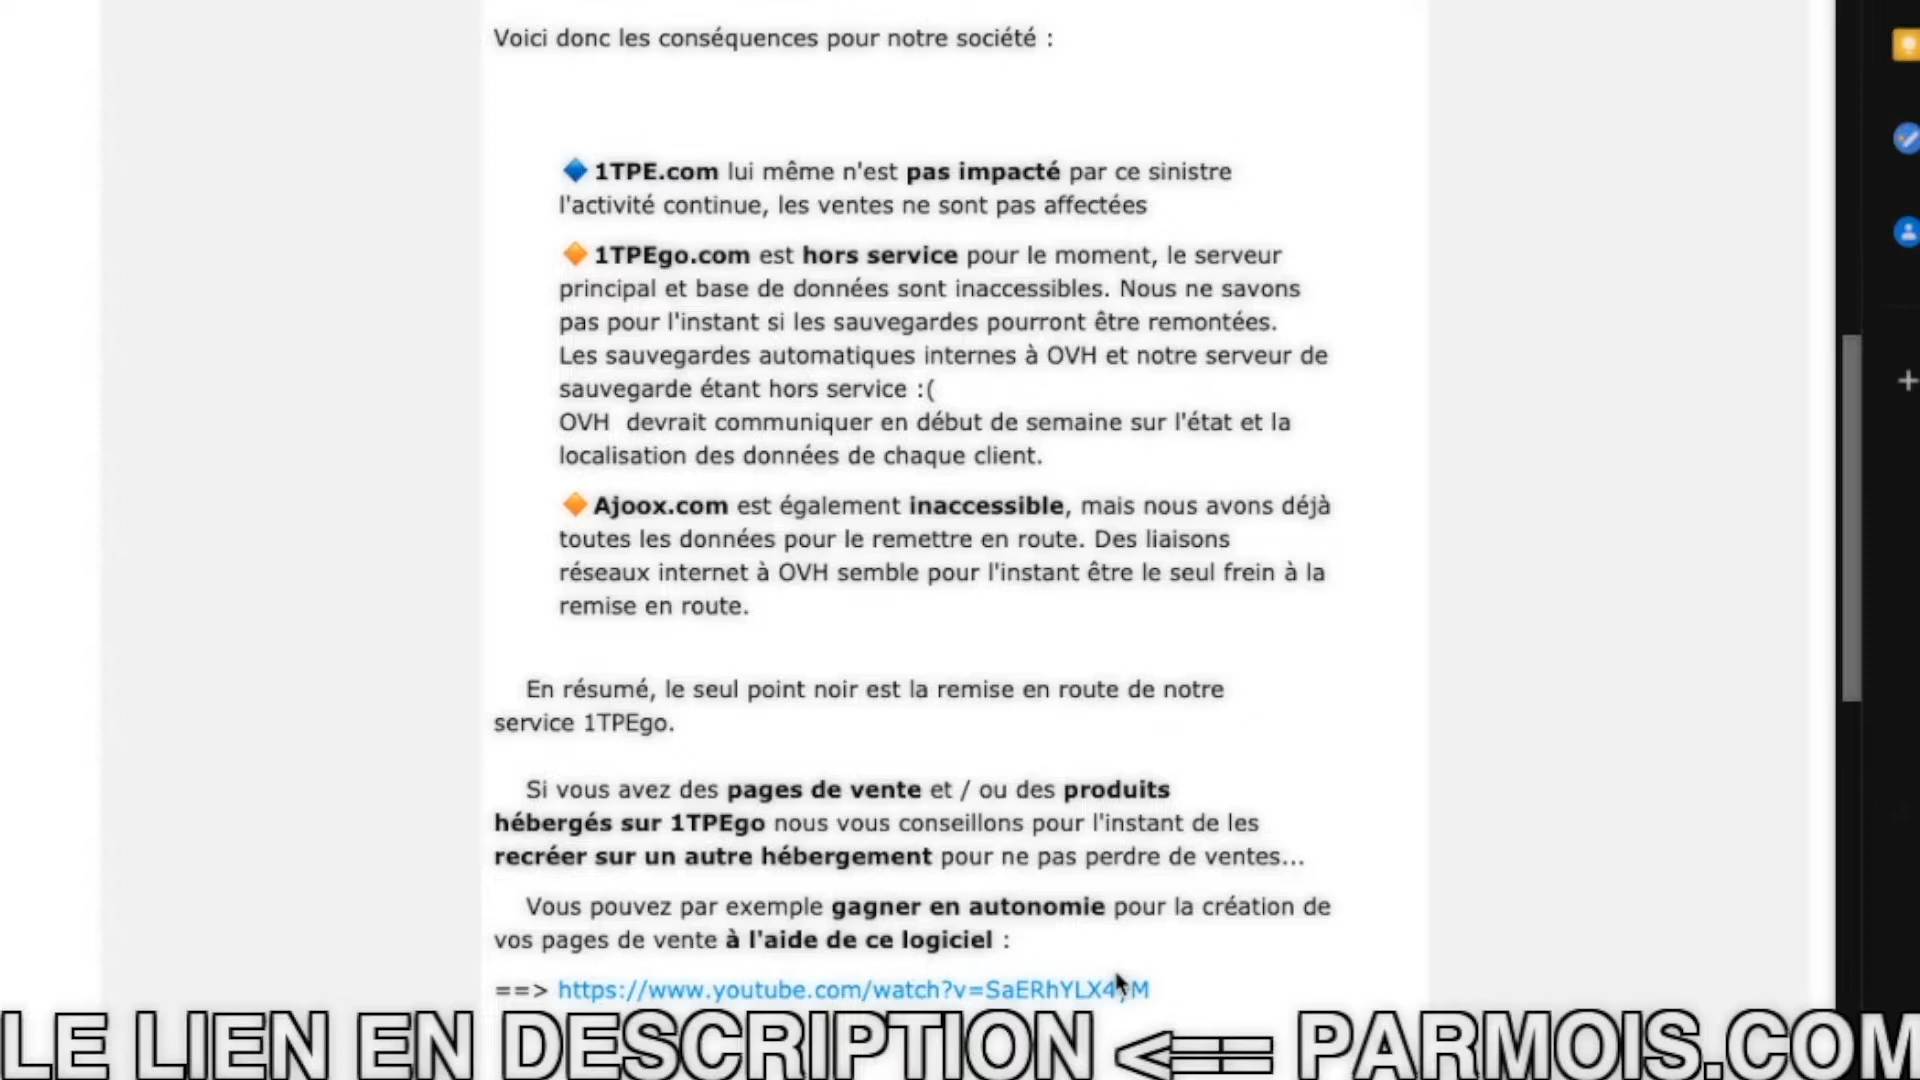 Voici donc les conséquences pour notre société :
1TPE.com lui même n'est pas impacté par ce sinistre
l'activité continue, les ventes ne sont pas affectées
1TPEgo.com est hors service pour le moment, le serveur
principal et base de données sont inaccessibles. Nous ne savons
pas pour l'instant si les sauvegardes pourront être remontées.
Les sauvegardes automatiques internes à OVH et notre serveur de
sauvegarde étant hors service :(
OVH  devrait communiquer en début de semaine sur l'état et la
localisation des données de chaque client.
Ajoox.com est également inaccessible, mais nous avons déjà
toutes les données pour le remettre en route. Des liaisons
réseaux internet à OVH semble pour l'instant être le seul frein à la
remise en route.
En résumé, le seul point noir est la remise en route de notre
service 1TPEgo.
Si vous avez des pages de vente et / ou des produits
hébergés sur 1TPEgo nous vous conseillons pour l'instant de les
recréer sur un autre hébergement pour ne pas perdre de ventes...
Vous pouvez par exemple gagner en autonomie pour la création de
vos pages de vente à l'aide de ce logiciel :
==>
LE LIEN EN DESCRIPTION <== PARMOIS.COM